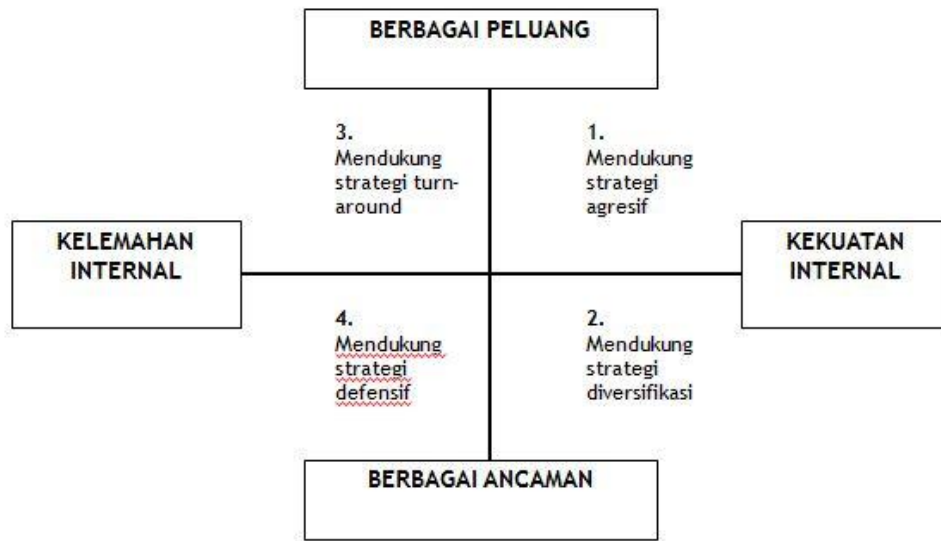 BERBAGAI PELUANG
3.
Mendukung
strategi turn-
around
1.
Mendukung
strategi
agresif
KELEMAHAN
INTERNAL
KEKUATAN
INTERNAL
4.
Mendukung
strategi
defensif
2.
Mendukung
strategi
diversifikasi
BERBAGAI ANCAMAN